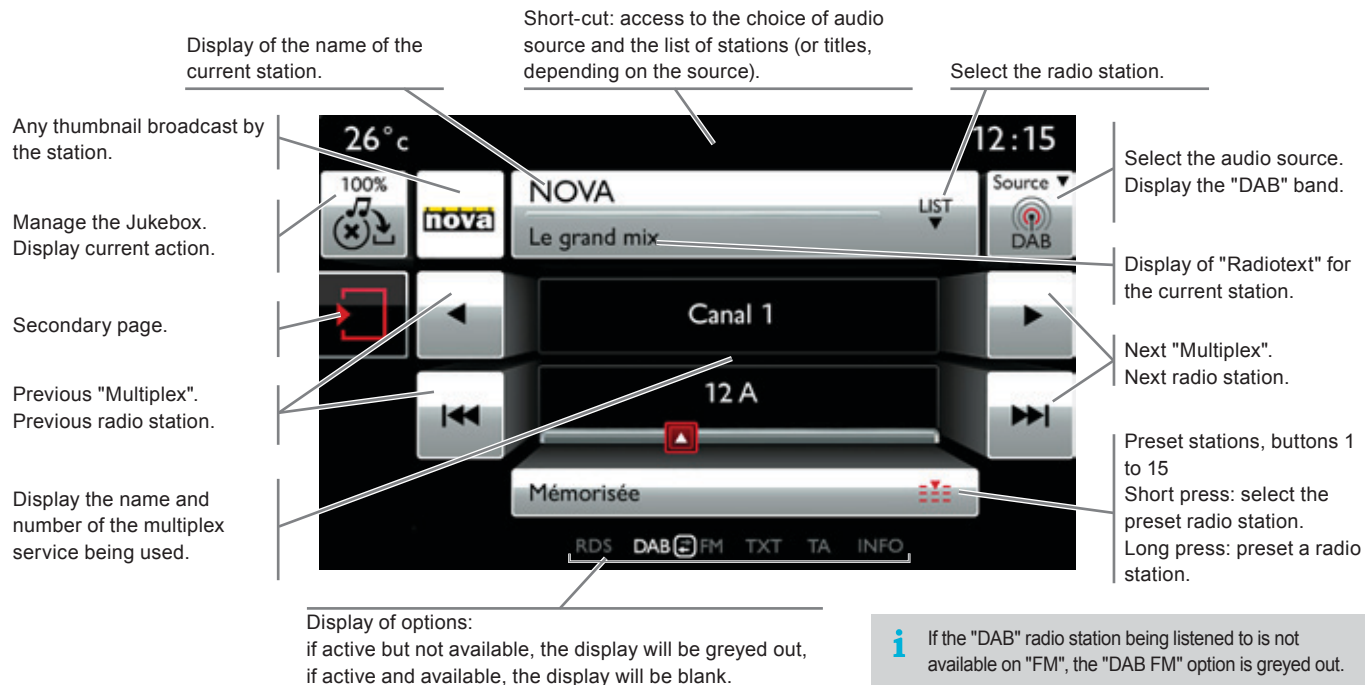 Short-cut: access to the choice of audio
source and the list of stations (or titles,
depending on the source).
Display of the name of the
current station.
Select the radio station.
Any thumbnail broadcast by
the station.
Manage the Jukebox.
Display current action.
Secondary page.
Previous "Multiplex".
Previous radio station.
Display the name and
number of the multiplex
service being used.
26°c
12:15
100%
nova
NOVA
Le grand mix
LIST
Source
DAB
Canal 1
12 A
Mémorisée
RDS DAB FM TXT TA INFO
Select the audio source.
Display the "DAB" band.
Display of "Radiotext" for
the current station.
Next "Multiplex".
Next radio station.
Preset stations, buttons 1
to 15
Short press: select the
preset radio station.
Long press: preset a radio
station.
Display of options:
if active but not available, the display will be greyed out,
if active and available, the display will be blank.
i
If the "DAB" radio station being listened to is not
available on "FM", the "DAB FM" option is greyed out.